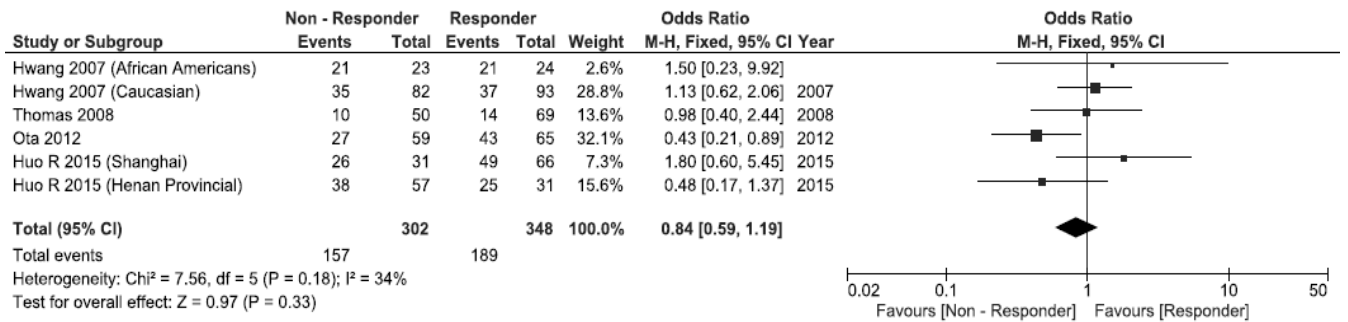 Non - Responder Responder Odds Ratio Odds Ratio
Study or Subgroup Events Total Events Total Weight M-H, Fixed, 95% CI Year M-H, Fixed, 95% CI
Hwang 2007 (African Americans) 21 23 21 24 2.6% 1.50 [0.23, 9.92]
Hwang 2007 (Caucasian) 35 82 37 93 28.8% 1.13 [0.62, 2.06] 2007
Thomas 2008 10 50 14 69 13.6% 0.98 [0.40, 2.44] 2008
Ota 2012 27 59 43 65 32.1% 0.43 [0.21, 0.89] 2012
Huo R 2015 (Shanghai) 26 31 49 66 7.3% 1.80 [0.60, 5.45] 2015
Huo R 2015 (Henan Provincial) 38 57 25 31 15.6% 0.48 [0.17, 1.37] 2015
Total (95% CI) 302 348 100.0% 0.84 [0.59, 1.19]
Total events 157 189
Heterogeneity: Chi² = 7.56, df = 5 (P = 0.18); I² = 34%
Test for overall effect: Z = 0.97 (P = 0.33)
0.02 0.1 1 10 50
Favours [Non - Responder] Favours [Responder]